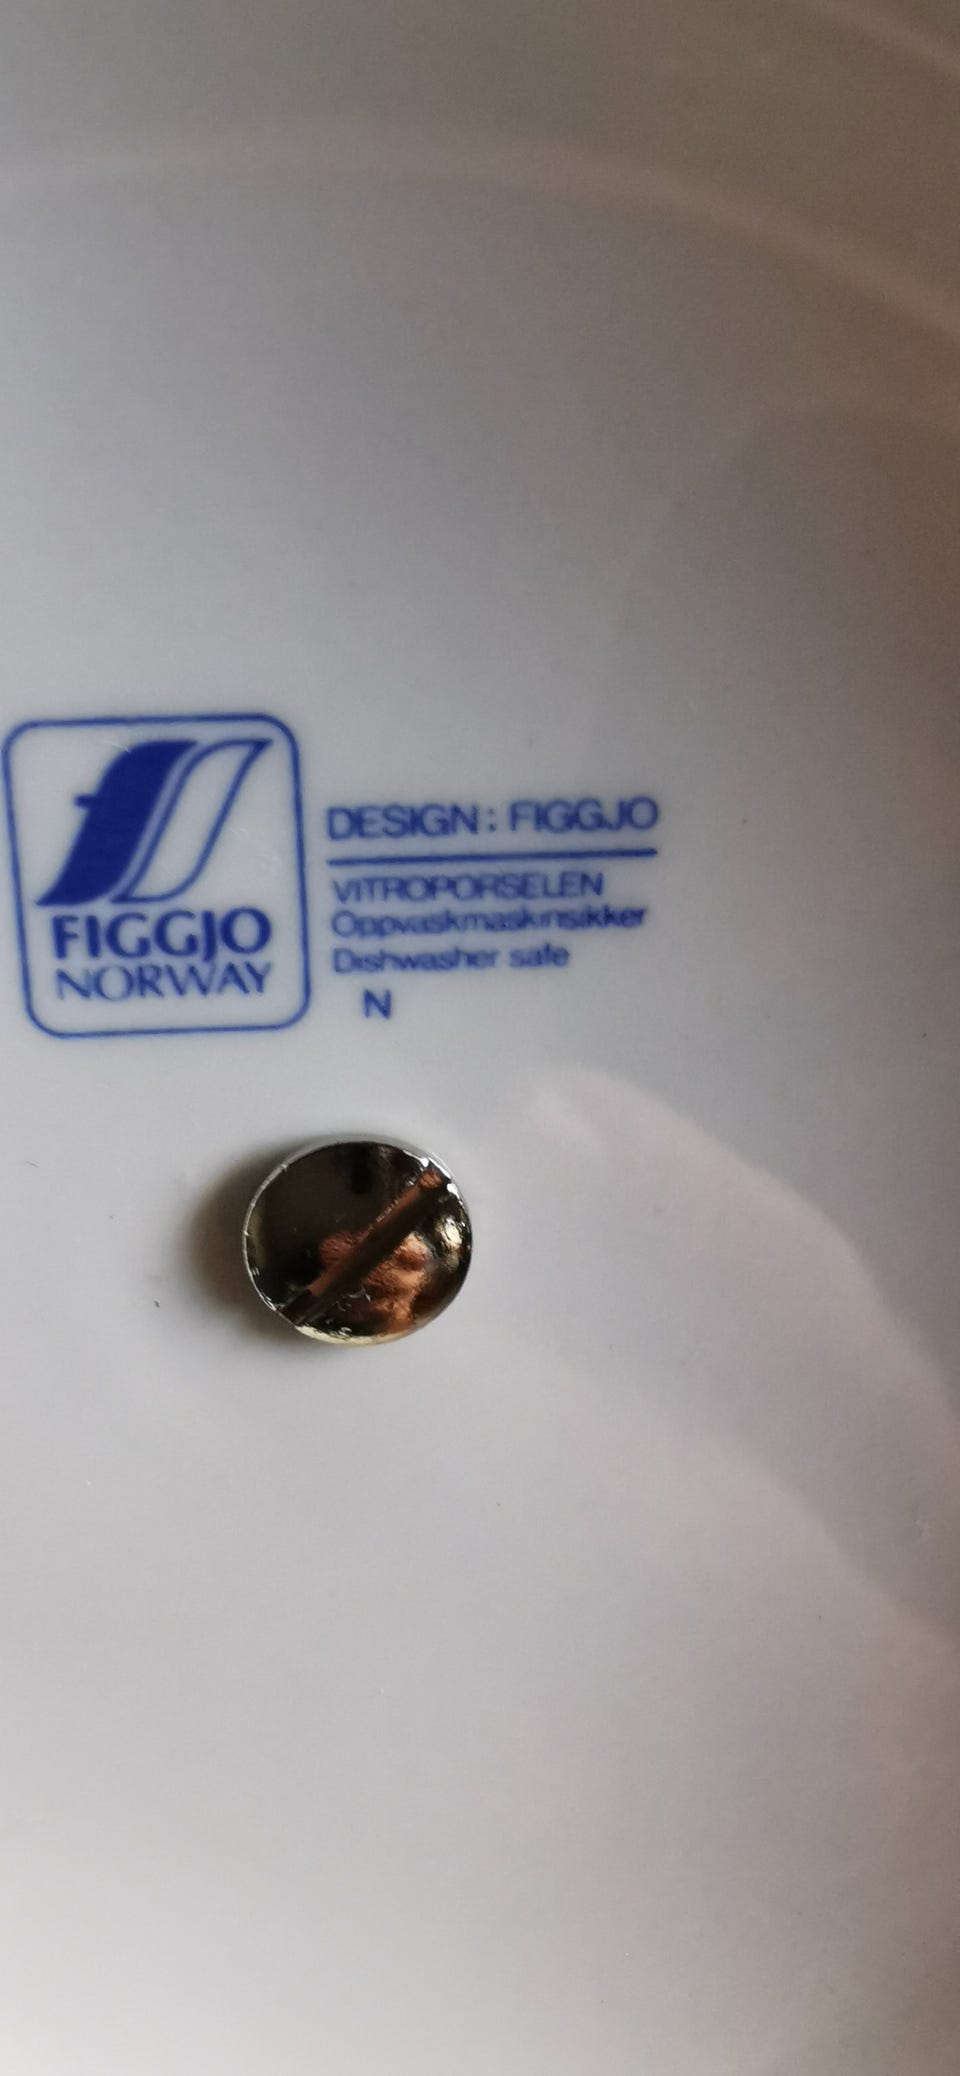 FIGGJO
NORWAY
DESIGN: FIGGJO
VITROPORSELEN
Oppvaskmaskinsikker
Dishwasher safe
N